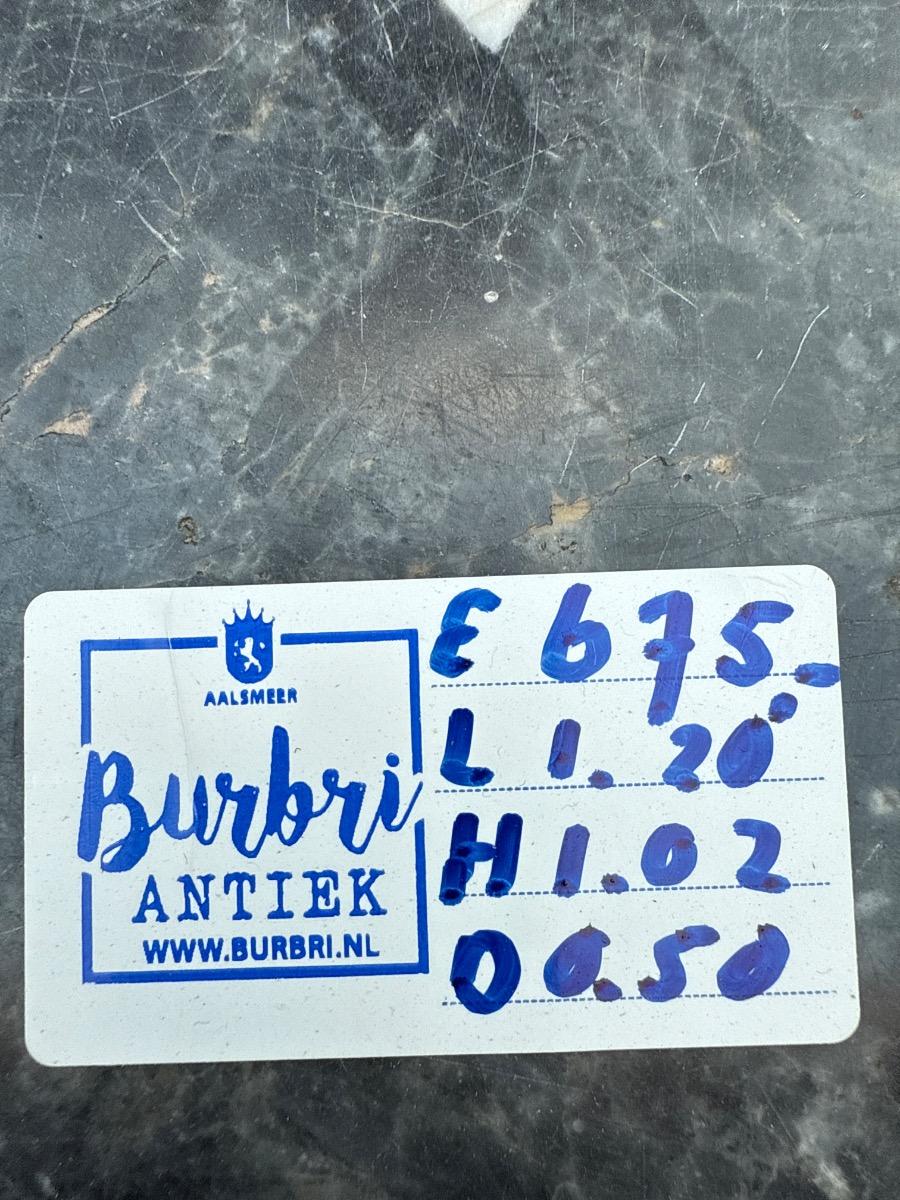 AALSMEER
Burbri
ANTIEK
WWW.BURBRI.NL
€ 675.-
L 1.20
H 1.02
D 0.50